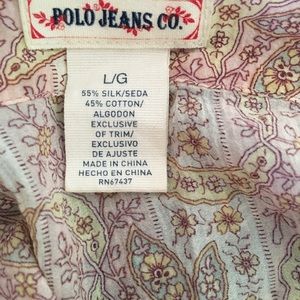 POLO JEANS CO.
L/G
55% SILK/SEDA
45% COTTON/
ALGODON
EXCLUSIVE
OF TRIM/
EXCLUSIVO
DE AJUSTE
MADE IN CHINA
HECHO EN CHINA
RN67437